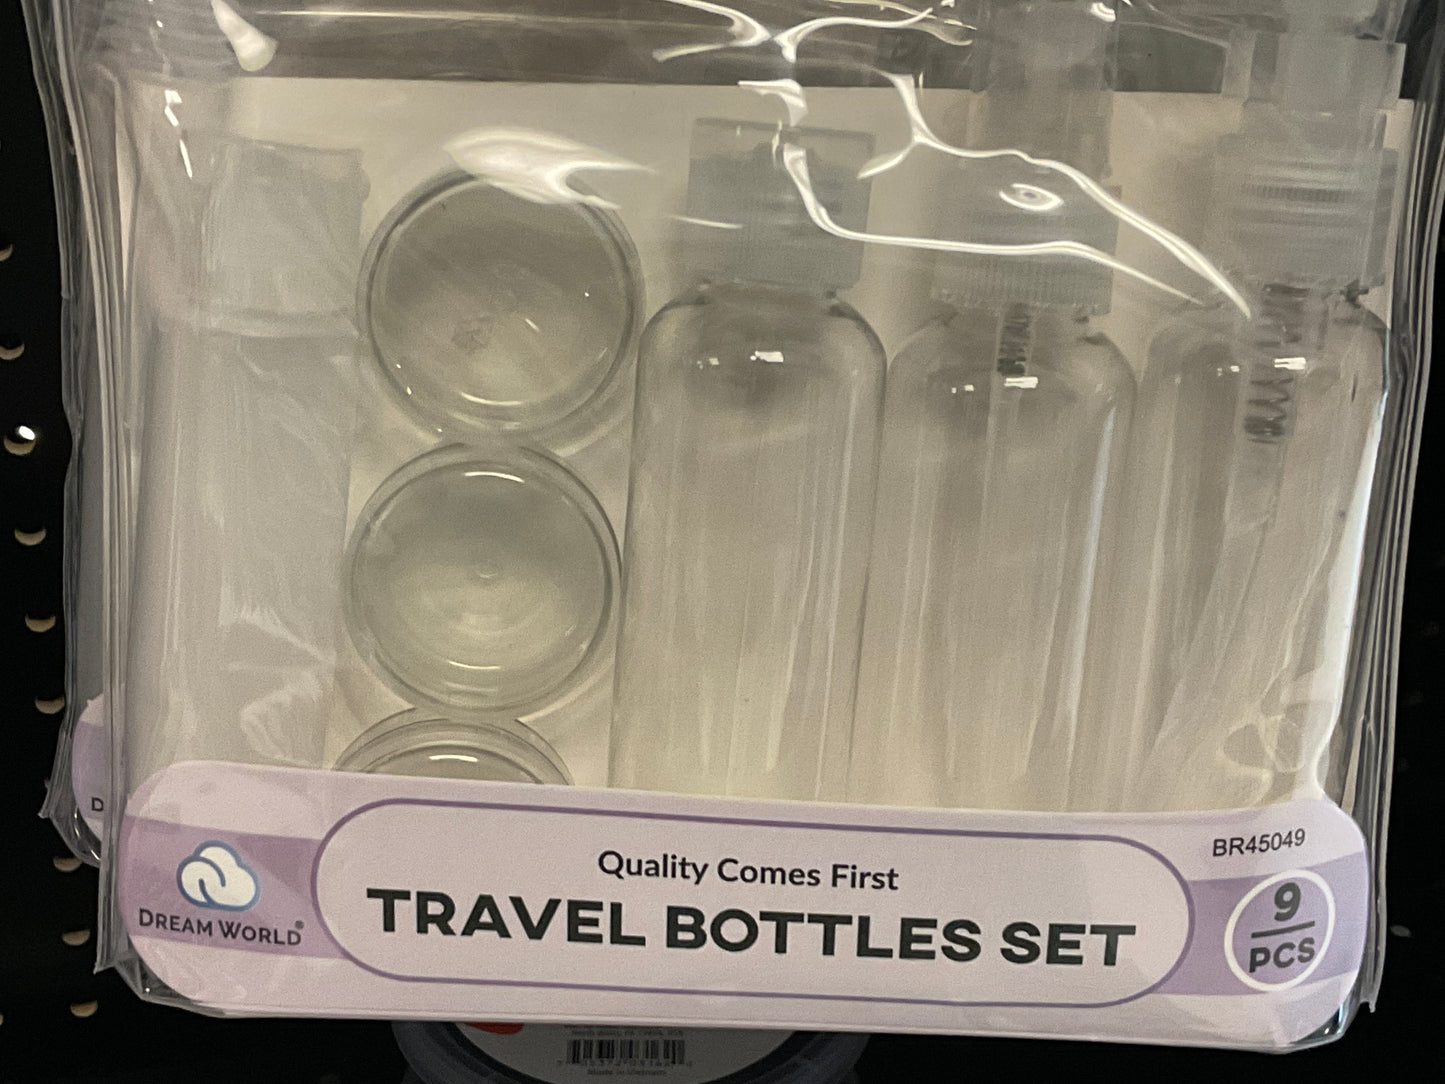 BR45049
Quality Comes First
TRAVEL BOTTLES SET
DREAM WORLD®
9
PCS
D